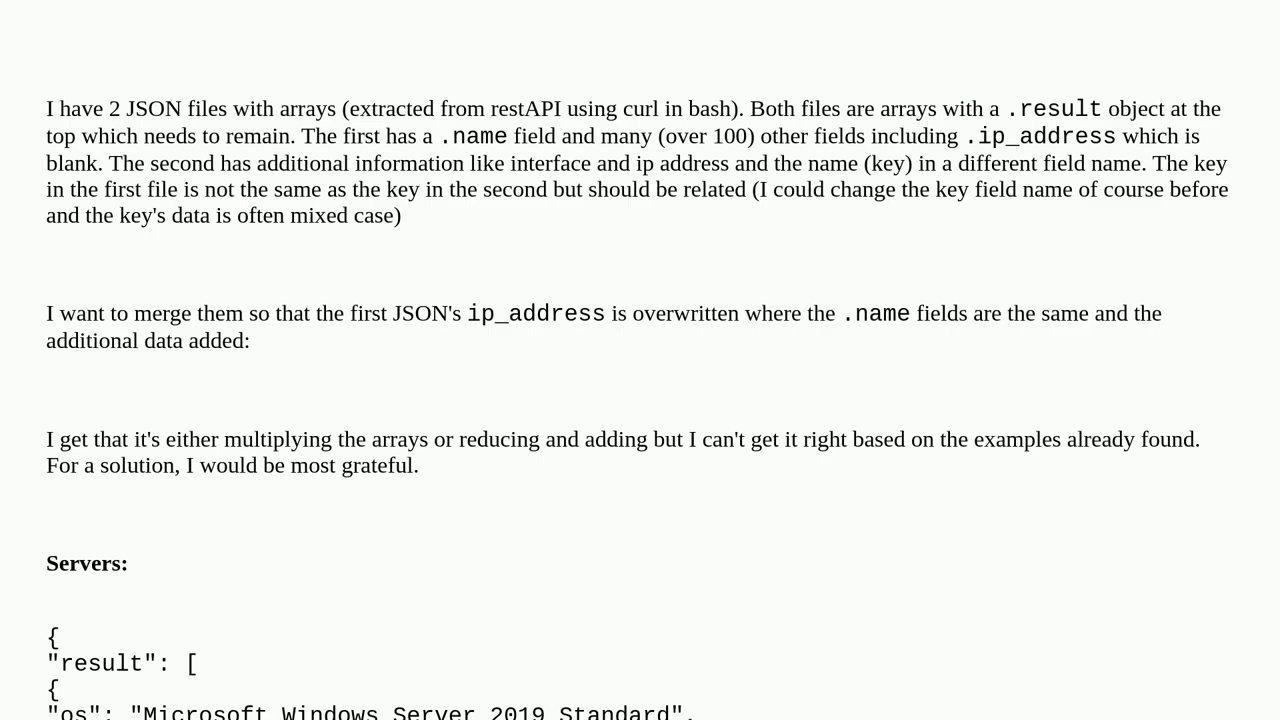 I have 2 JSON files with arrays (extracted from restAPI using curl in bash). Both files are arrays with a .result object at the
top which needs to remain. The first has a .name field and many (over 100) other fields including .ip_address which is
blank. The second has additional information like interface and ip address and the name (key) in a different field name. The key
in the first file is not the same as the key in the second but should be related (I could change the key field name of course before
and the key's data is often mixed case)
I want to merge them so that the first JSON's ip_address is overwritten where the .name fields are the same and the
additional data added:
I get that it's either multiplying the arrays or reducing and adding but I can't get it right based on the examples already found.
For a solution, I would be most grateful.
Servers:
{
"result": [
{
"os": "Microsoft Windows Server 2019 Standard",